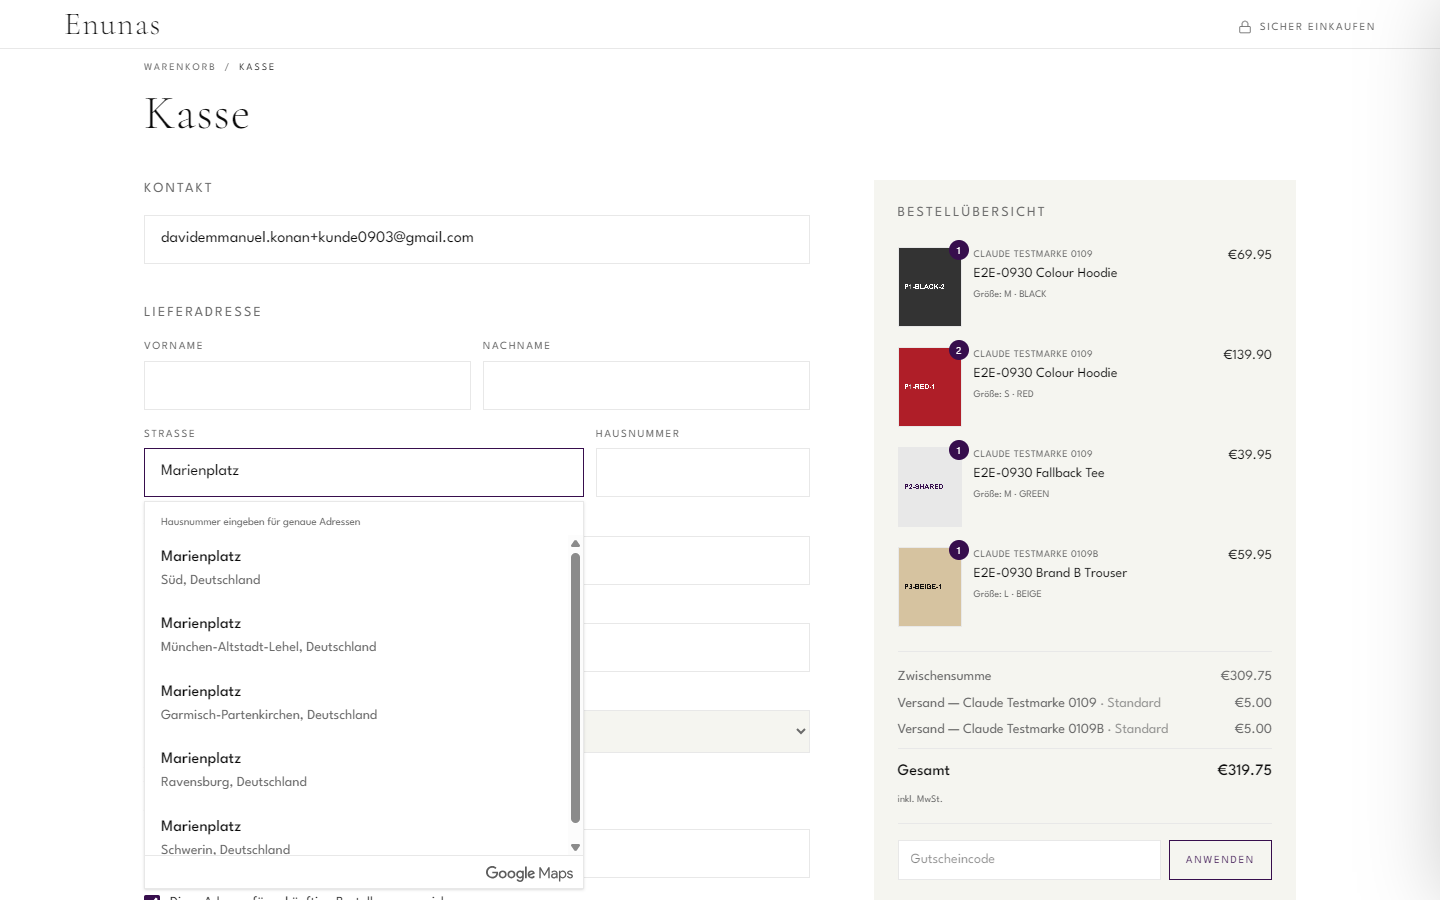 Enunas
SICHER EINKAUFEN
WARENKORB / KASSE
Kasse
KONTAKT
davidemmanuel.konan+kunde0903@gmail.com
LIEFERADRESSE
VORNAME
NACHNAME
STRASSE
HAUSNUMMER
Marienplatz
Hausnummer eingeben für genaue Adressen
Marienplatz
Süd, Deutschland
Marienplatz
München-Altstadt-Lehel, Deutschland
Marienplatz
Garmisch-Partenkirchen, Deutschland
Marienplatz
Ravensburg, Deutschland
Marienplatz
Schwerin, Deutschland
Google Maps
BESTELLÜBERSICHT
P1-BLACK-2
1
CLAUDE TESTMARKE 0109
€69.95
E2E-0930 Colour Hoodie
Größe: M · BLACK
P1-RED-1
2
CLAUDE TESTMARKE 0109
€139.90
E2E-0930 Colour Hoodie
Größe: S · RED
P2-SHARED
1
CLAUDE TESTMARKE 0109
€39.95
E2E-0930 Fallback Tee
Größe: M · GREEN
P3-BEIGE-1
1
CLAUDE TESTMARKE 0109B
€59.95
E2E-0930 Brand B Trouser
Größe: L · BEIGE
Zwischensumme €309.75
Versand — Claude Testmarke 0109 · Standard €5.00
Versand — Claude Testmarke 0109B · Standard €5.00
Gesamt €319.75
inkl. MwSt.
Gutscheincode
ANWENDEN